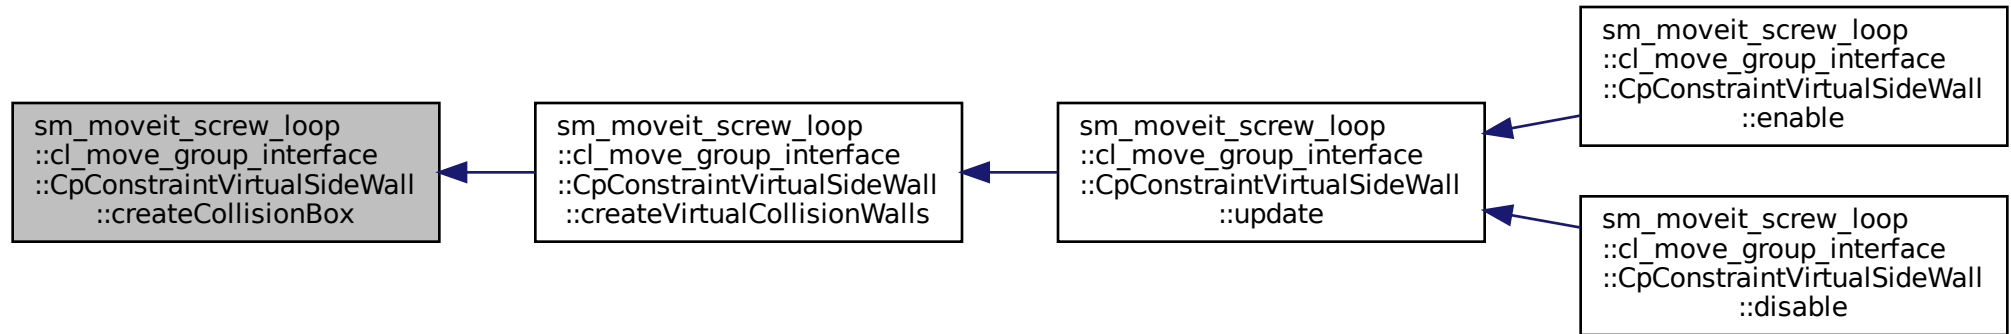 sm_moveit_screw_loop
::cl_move_group_interface
::CpConstraintVirtualSideWall
::createCollisionBox
sm_moveit_screw_loop
::cl_move_group_interface
::CpConstraintVirtualSideWall
::createVirtualCollisionWalls
sm_moveit_screw_loop
::cl_move_group_interface
::CpConstraintVirtualSideWall
::update
sm_moveit_screw_loop
::cl_move_group_interface
::CpConstraintVirtualSideWall
::enable
sm_moveit_screw_loop
::cl_move_group_interface
::CpConstraintVirtualSideWall
::disable